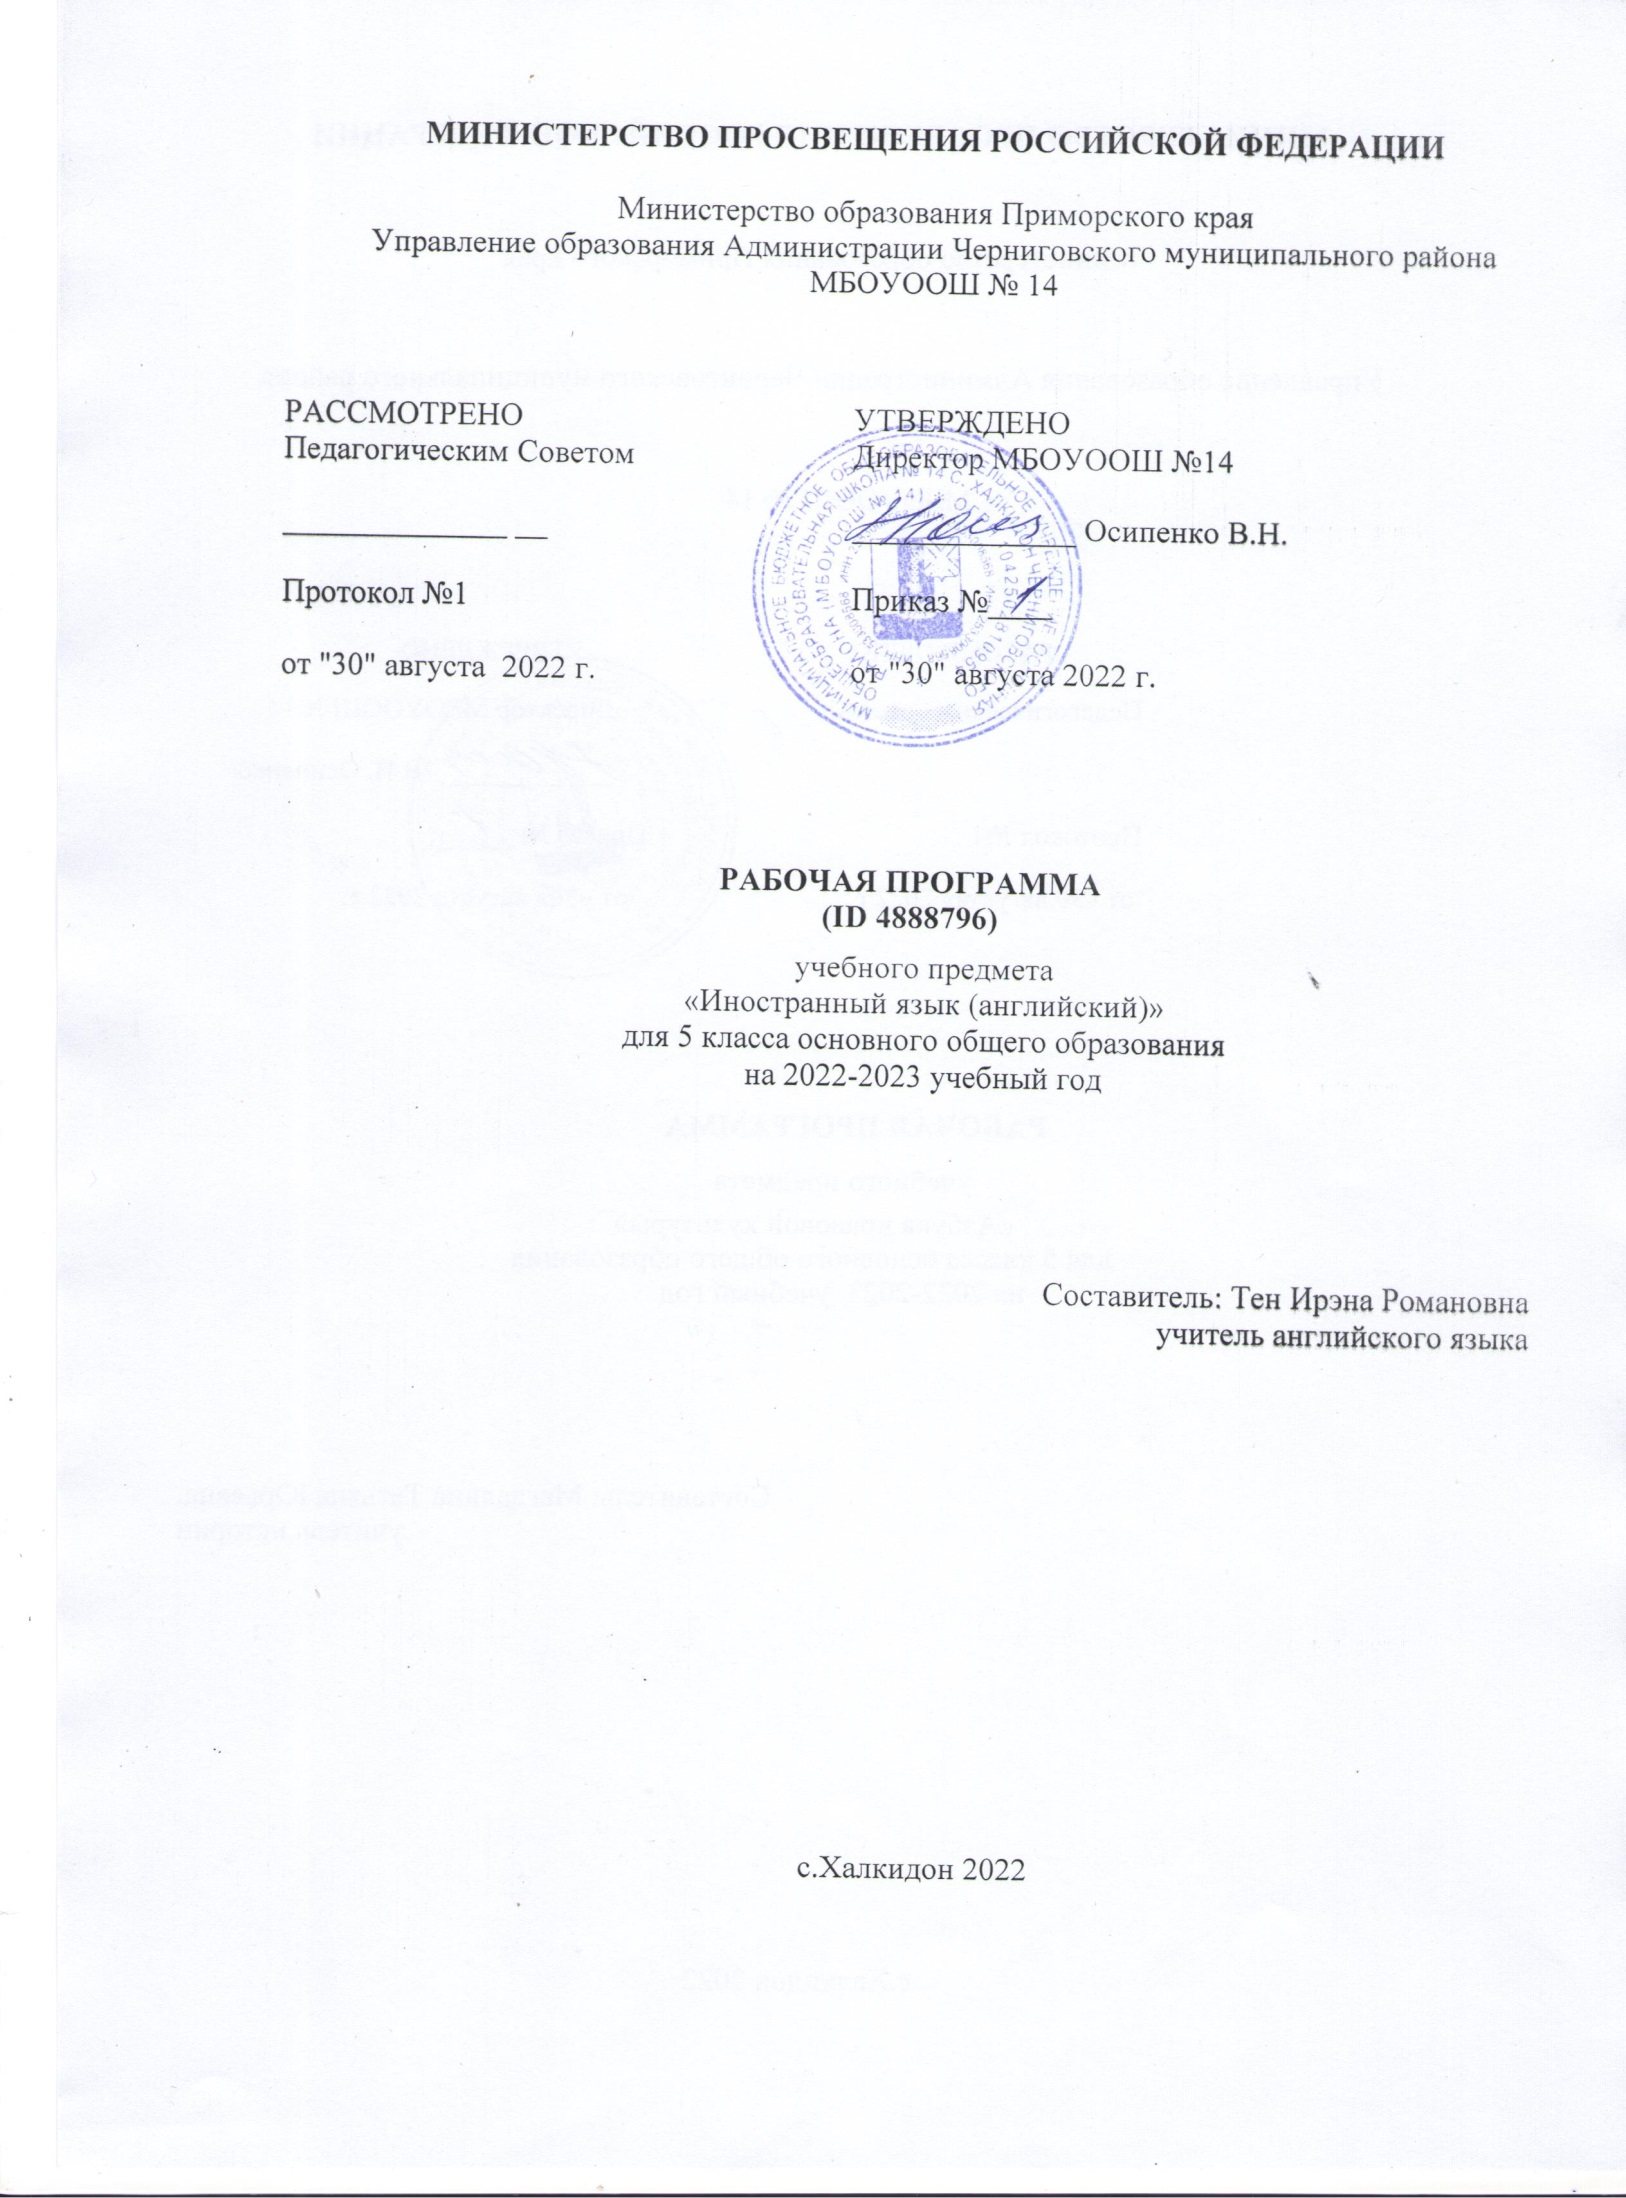 МИНИСТЕРСТВО ПРОСВЕЩЕНИЯ РОССИЙСКОЙ ФЕДЕРАЦИИ
Министерство образования Приморского края
Управление образования Администрации Черниговского муниципального района
МБОУООШ № 14
РАССМОТРЕНО
Педагогическим Советом
Протокол №1
от "30" августа 2022 г.
УТВЕРЖДЕНО
Директор МБОУООШ №14
Осипенко В.Н.
Приказ № 1
от "30" августа 2022 г.
РАБОЧАЯ ПРОГРАММА
(ID 4888796)
учебного предмета
«Иностранный язык (английский)»
для 5 класса основного общего образования
на 2022-2023 учебный год
Составитель: Тен Ирэна Романовна
учитель английского языка
с.Халкидон 2022